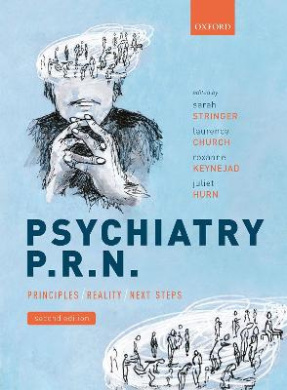 OXFORD
edited by
sarah
STRINGER
laurence
CHURCH
roxanne
KEYNEJAD
juliet
HURN
PSYCHIATRY
P.R.N.
PRINCIPLES REALITY NEXT STEPS
second edition